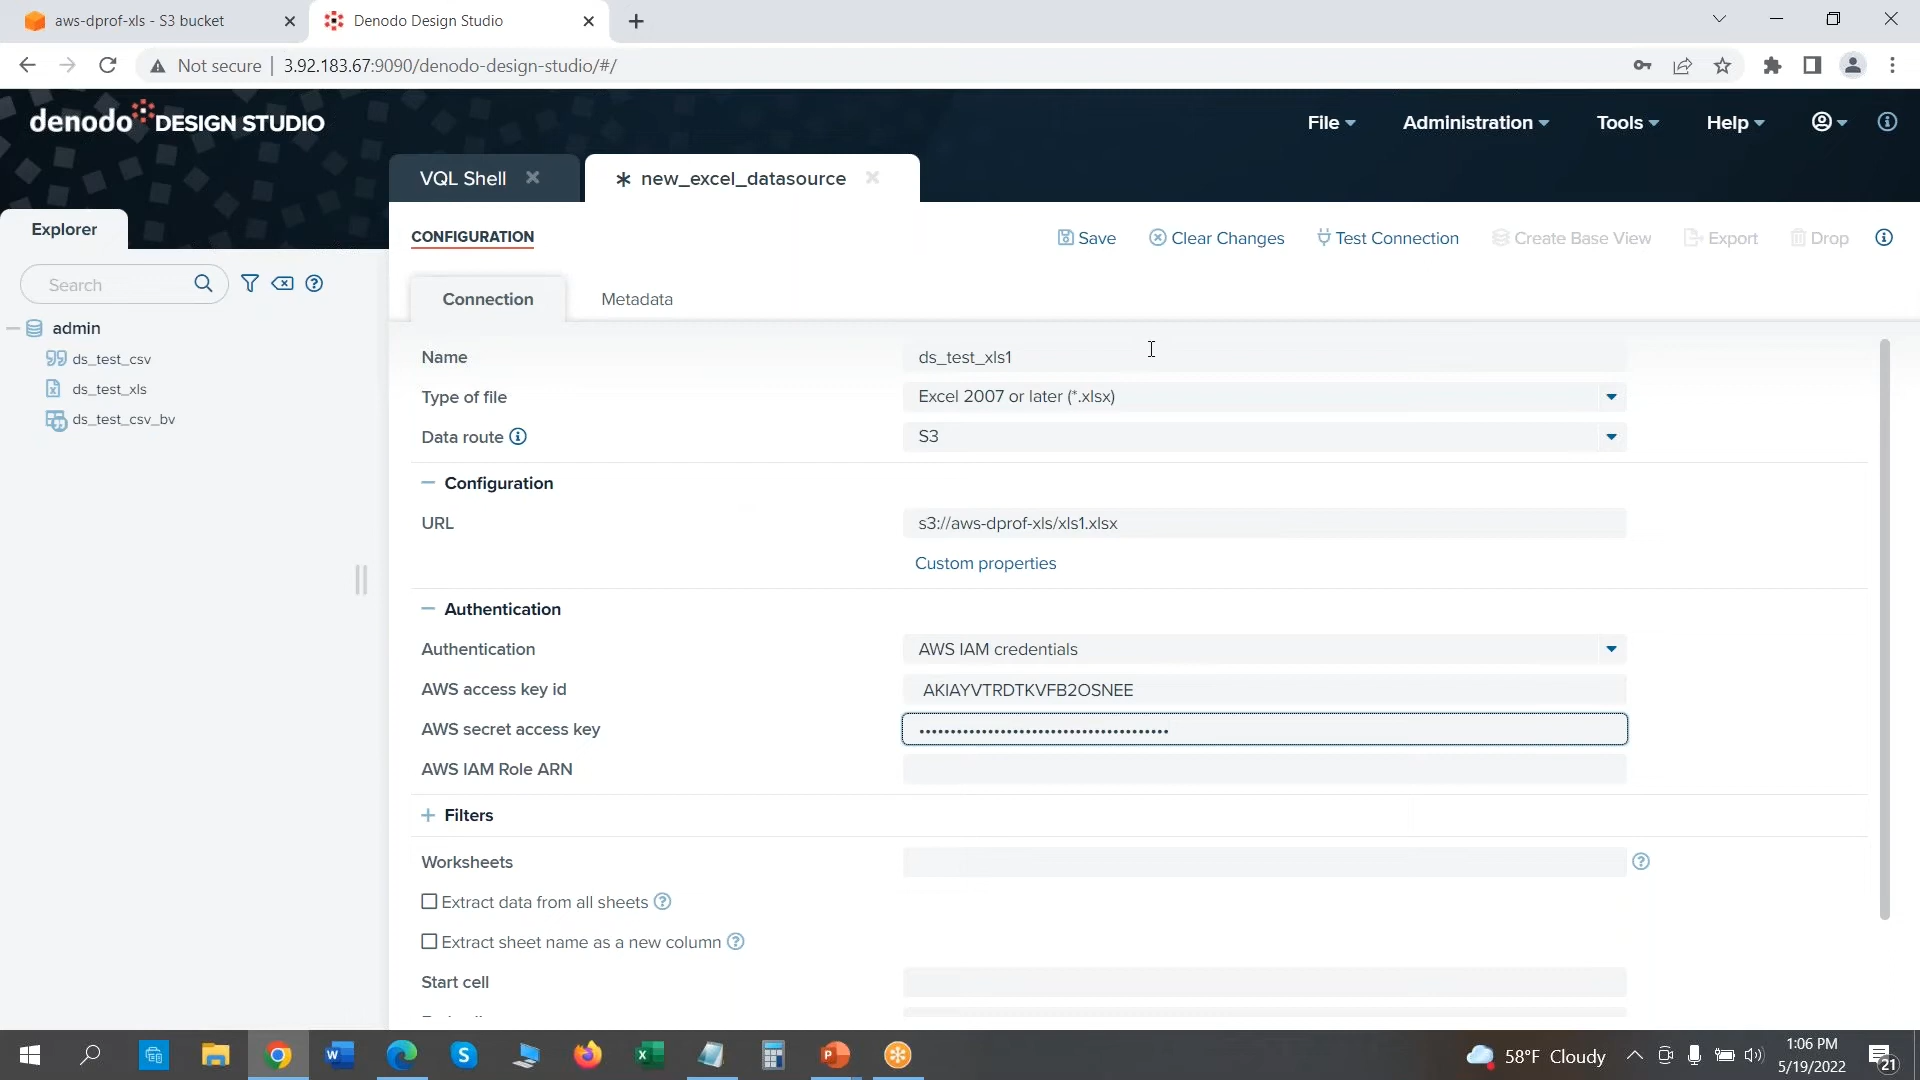 aws-dprof-xls - S3 bucket
Denodo Design Studio
Not secure | 3.92.183.67:9090/denodo-design-studio/#/
denodo DESIGN STUDIO
File
Administration
Tools
Help
VQL Shell
* new_excel_datasource
Explorer
CONFIGURATION
Save
Clear Changes
Test Connection
Create Base View
Export
Drop
Search
Connection
Metadata
admin
ds_test_csv
ds_test_xls
ds_test_csv_bv
Name
ds_test_xls1
Type of file
Excel 2007 or later (*.xlsx)
Data route
S3
Configuration
URL
s3://aws-dprof-xls/xls1.xlsx
Custom properties
Authentication
Authentication
AWS IAM credentials
AWS access key id
AKIAYVTRDTKVFB2OSNEE
AWS secret access key
AWS IAM Role ARN
Filters
Worksheets
Extract data from all sheets
Extract sheet name as a new column
Start cell
58°F Cloudy
1:06 PM
5/19/2022
21